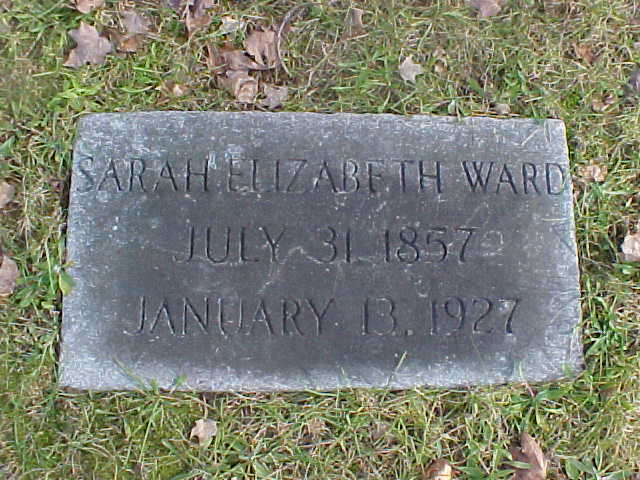 SARAH ELIZABETH WARD
JULY 31, 1857
JANUARY 13, 1927